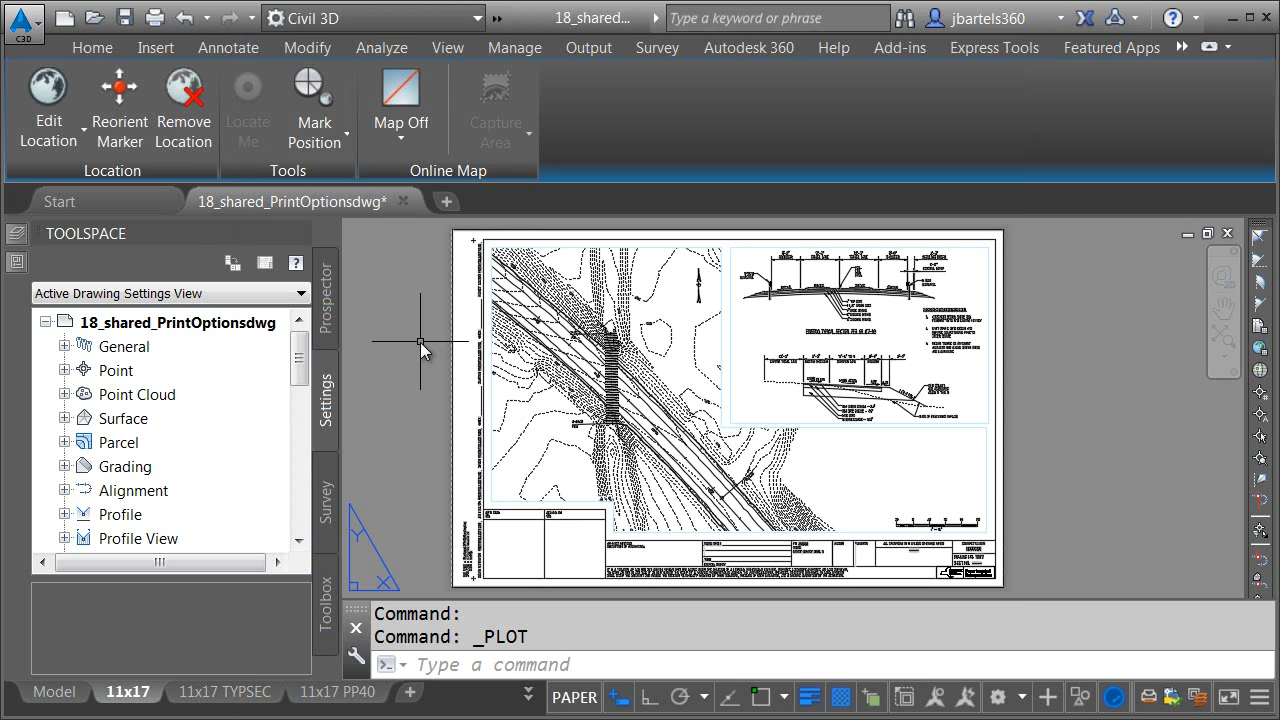 C3D
Civil 3D
18_shared...
Type a keyword or phrase
jbartels360
Home Insert Annotate Modify Analyze View Manage Output Survey Autodesk 360 Help Add-ins Express Tools Featured Apps
Edit Location
Reorient Marker
Remove Location
Locate Me
Mark Position
Map Off
Capture Area
Location Tools Online Map
Start 18_shared_PrintOptionsdwg*
TOOLSPACE
Active Drawing Settings View
18_shared_PrintOptionsdwg
General
Point
Point Cloud
Surface
Parcel
Grading
Alignment
Profile
Profile View
Prospector
Settings
Survey
Toolbox
Y
X
Command:
Command: _PLOT
Type a command
Model 11x17 11x17 TYPSEC 11x17 PP40
PAPER